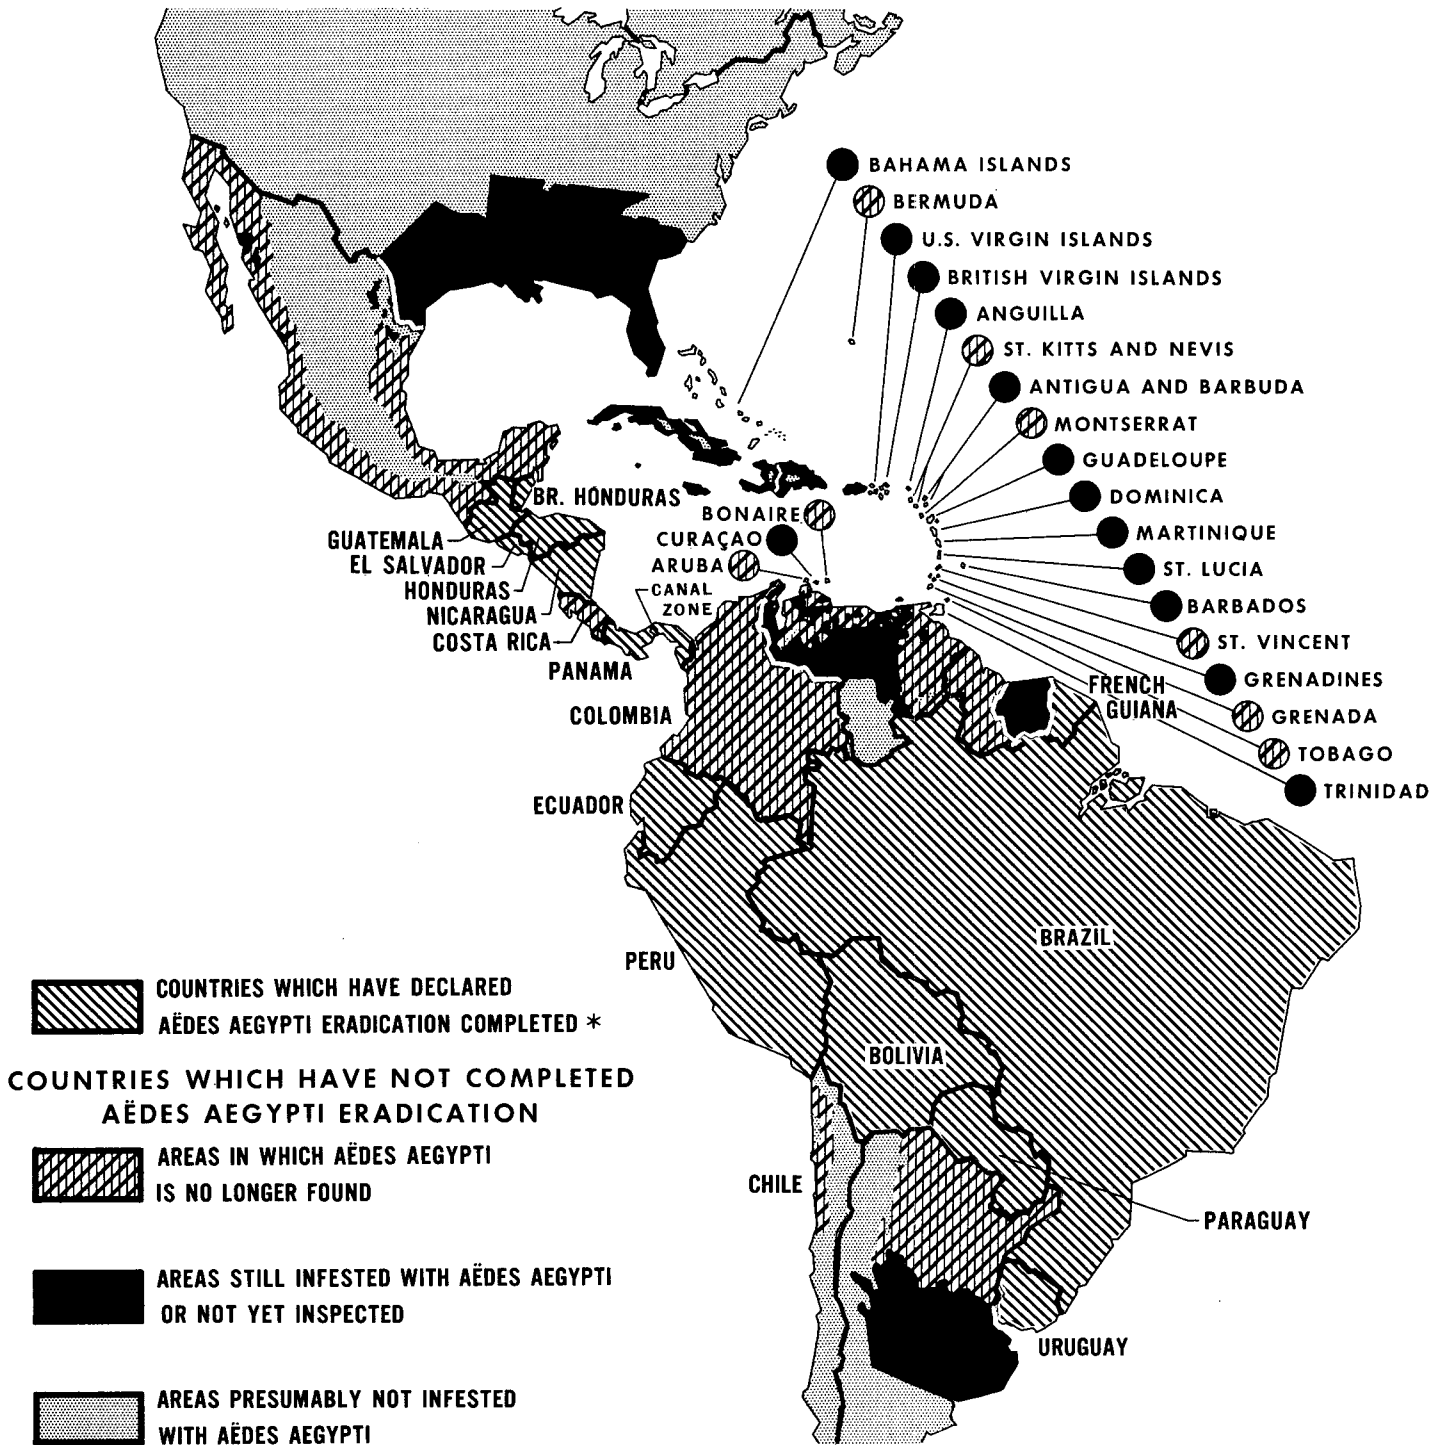 BAHAMA ISLANDS
BERMUDA
U.S. VIRGIN ISLANDS
BRITISH VIRGIN ISLANDS
ANGUILLA
ST. KITTS AND NEVIS
ANTIGUA AND BARBUDA
MONTSERRAT
GUADELOUPE
DOMINICA
MARTINIQUE
ST. LUCIA
BARBADOS
ST. VINCENT
GRENADINES
GRENADA
TOBAGO
TRINIDAD
BR. HONDURAS
BONAIRE
CURAÇAO
ARUBA
GUATEMALA
EL SALVADOR
HONDURAS
NICARAGUA
COSTA RICA
PANAMA
CANAL
ZONE
COLOMBIA
FRENCH
GUIANA
ECUADOR
PERU
BRAZIL
BOLIVIA
CHILE
PARAGUAY
URUGUAY
COUNTRIES WHICH HAVE DECLARED
AËDES AEGYPTI ERADICATION COMPLETED *
COUNTRIES WHICH HAVE NOT COMPLETED
AËDES AEGYPTI ERADICATION
AREAS IN WHICH AËDES AEGYPTI
IS NO LONGER FOUND
AREAS STILL INFESTED WITH AËDES AEGYPTI
OR NOT YET INSPECTED
AREAS PRESUMABLY NOT INFESTED
WITH AËDES AEGYPTI